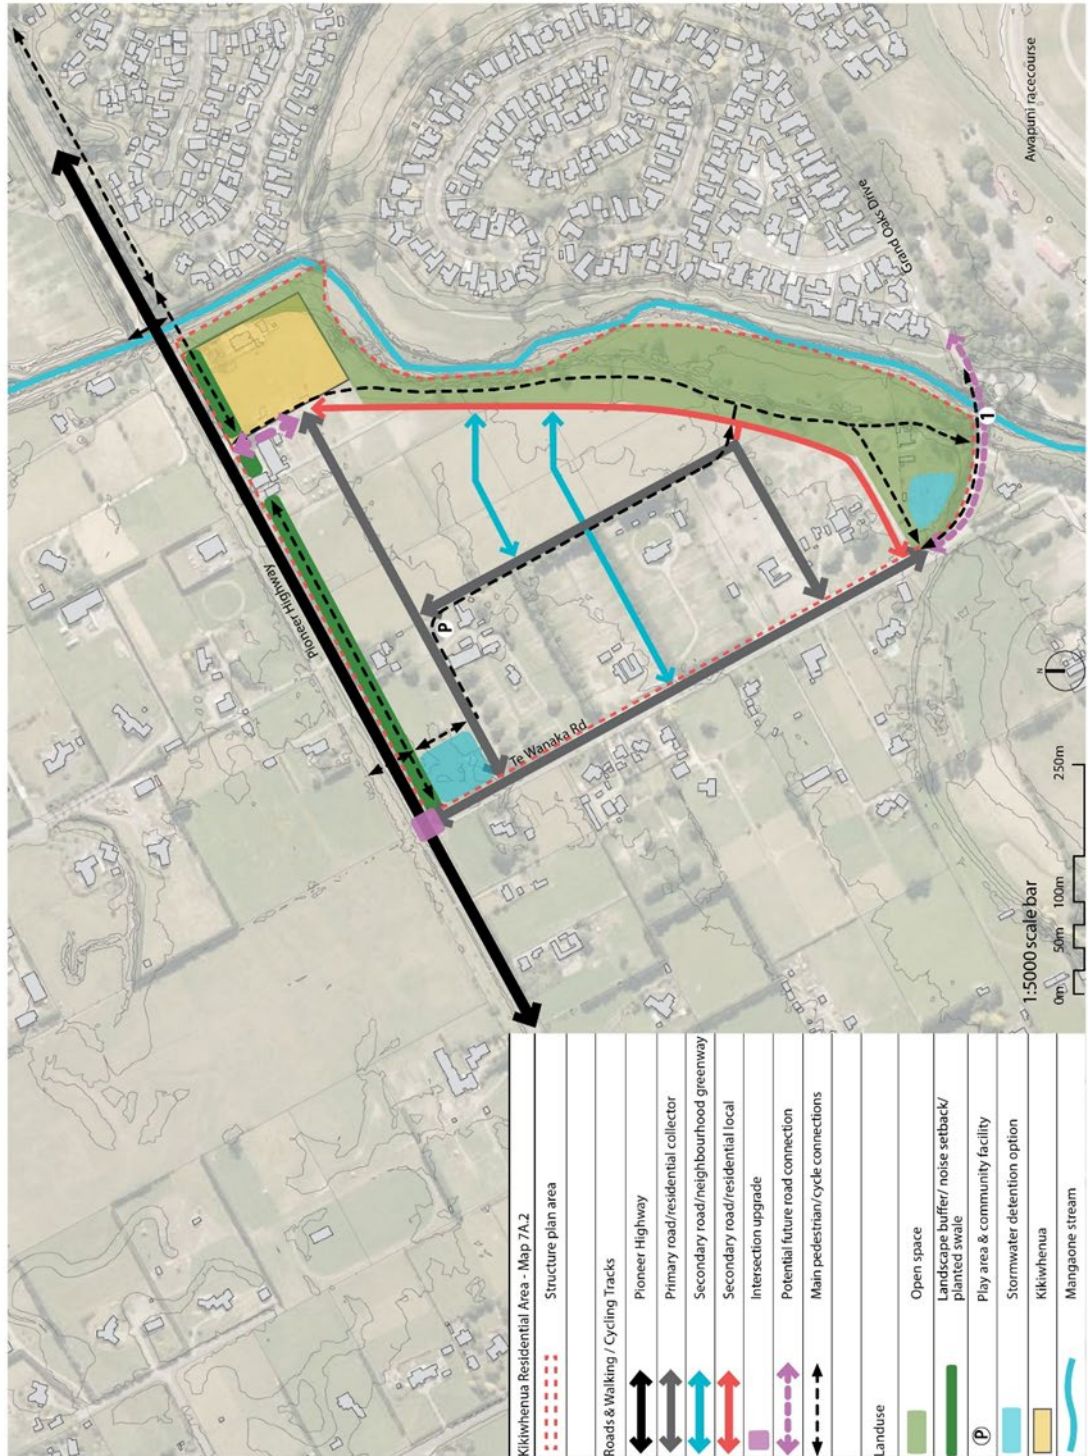 Awapuni racecourse
Grand Oaks Drive
Pioneer Highway
P
Te Wanaka Rd
1
N
1:5000 scale bar
0m 50m 100m 250m
Kikiwhenua Residential Area - Map 7A.2
Structure plan area
Roads & Walking / Cycling Tracks
Pioneer Highway
Primary road/residential collector
Secondary road/neighbourhood greenway
Secondary road/residential local
Intersection upgrade
Potential future road connection
Main pedestrian/cycle connections
Landuse
Open space
Landscape buffer/ noise setback/
planted swale
P Play area & community facility
Stormwater detention option
Kikiwhenua
Mangaone stream